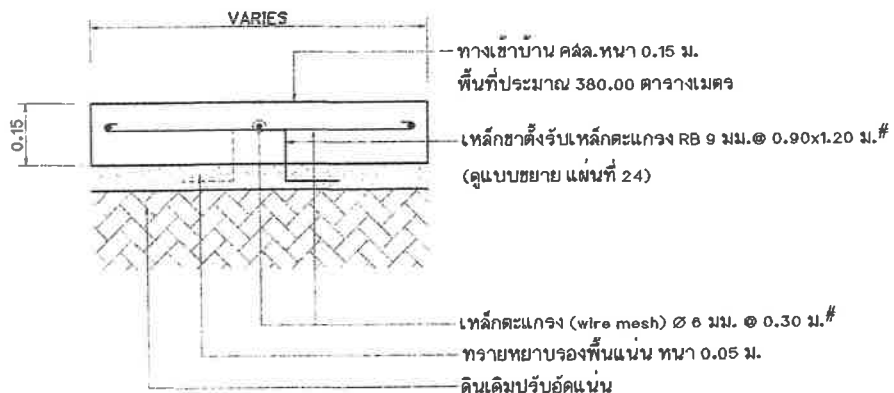 VARIES
ทางเข้าบ้าน คสล.หนา 0.15 ม.
พื้นที่ประมาณ 380.00 ตารางเมตร
0.15
เหล็กขาตั้งรับเหล็กตะแกรง RB 9 มม.@ 0.90x1.20 ม.#
(ดูแบบขยาย แผ่นที่ 24)
เหล็กตะแกรง (wire mesh) Ø 6 มม. @ 0.30 ม.#
ทรายหยาบรองพื้นแน่น หนา 0.05 ม.
ดินเดิมปรับอัดแน่น